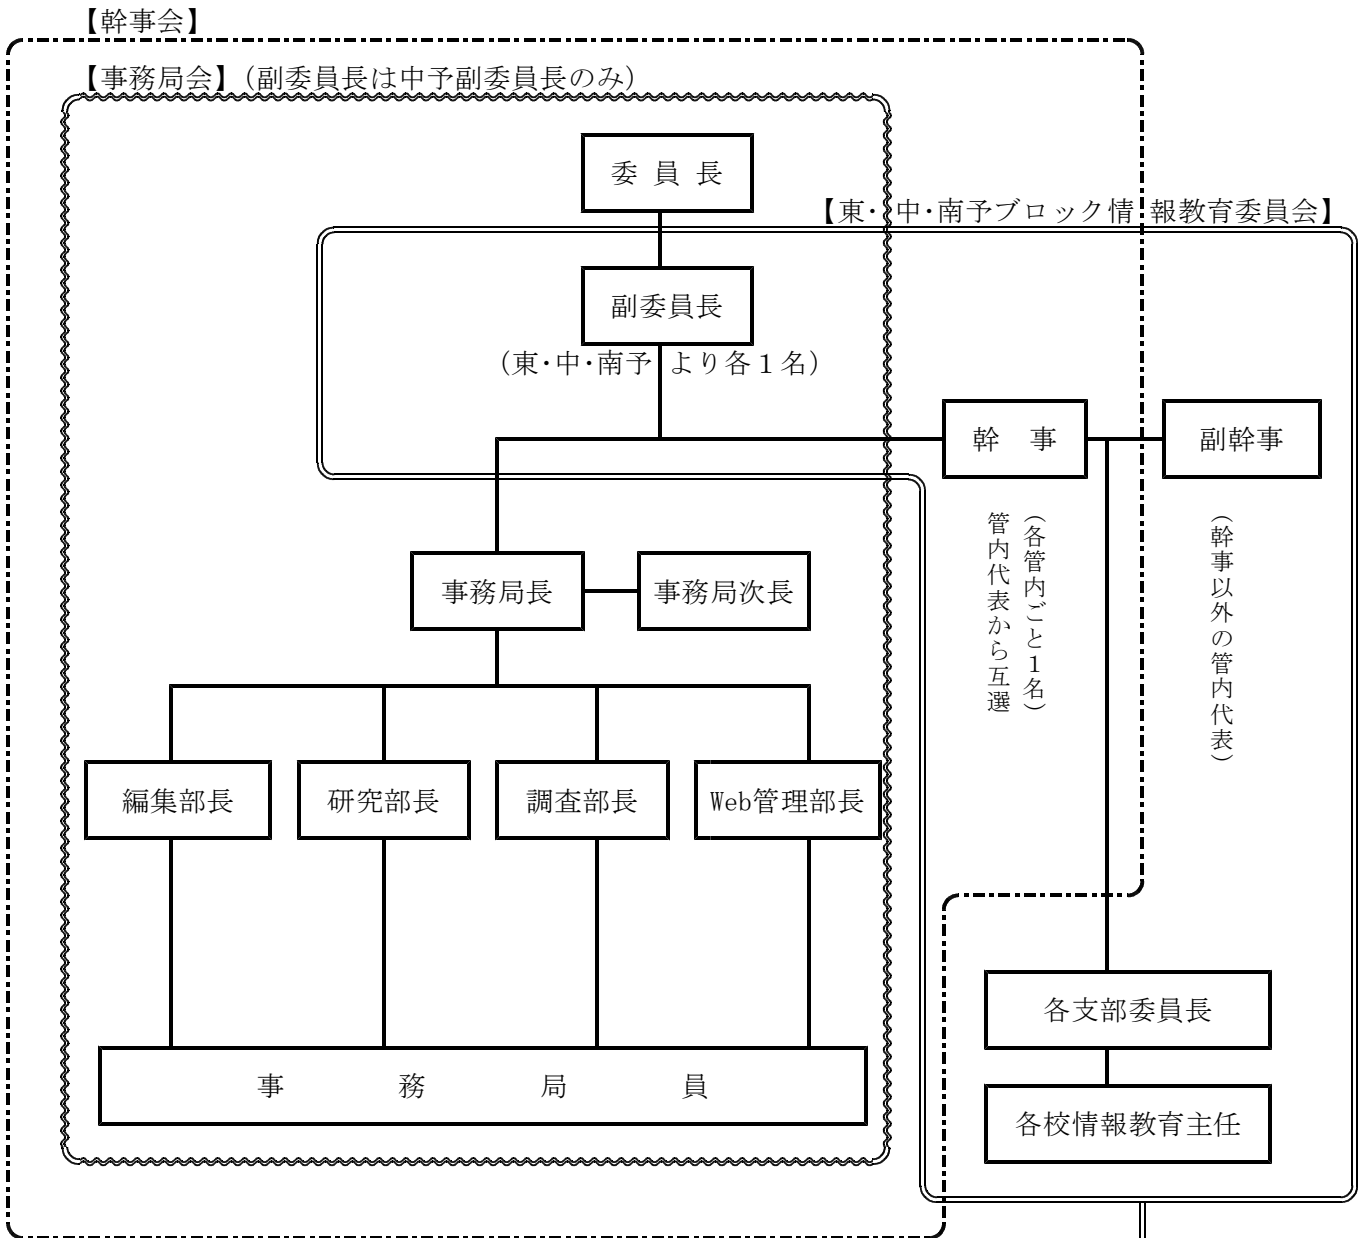 【幹事会】
【事務局会】（副委員長は中予副委員長のみ）
委 員 長
【東・中・南予ブロック情報教育委員会】
副委員長
（東・中・南予より各１名）
幹　事
副幹事
（各管内ごと１名）
管内代表から互選
（幹事以外の管内代表）
事務局長
事務局次長
編集部長
研究部長
調査部長
Web管理部長
事　務　局　員
各支部委員長
各校情報教育主任